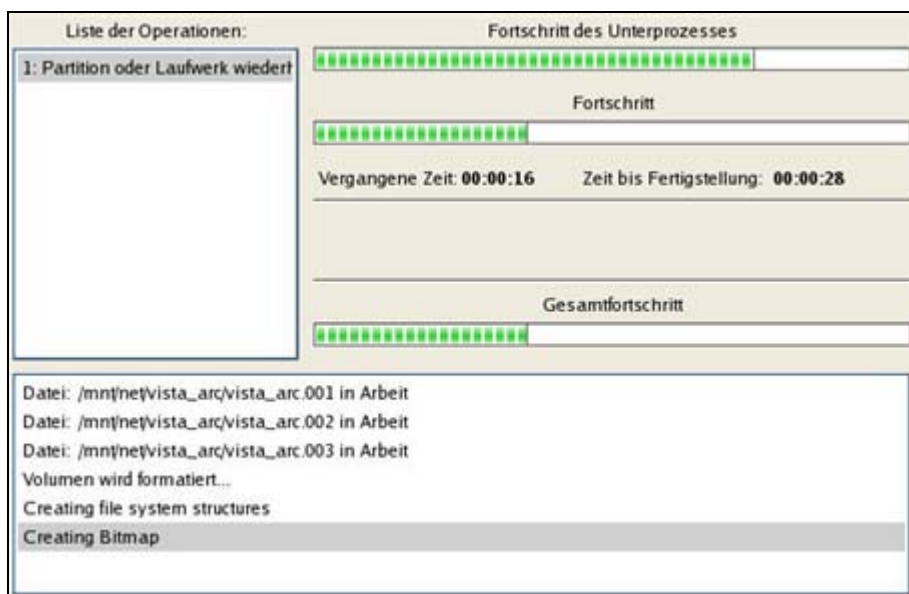 Liste der Operationen:
1: Partition oder Laufwerk wiederh
Fortschritt des Unterprozesses
Fortschritt
Vergangene Zeit: 00:00:16 Zeit bis Fertigstellung: 00:00:28
Gesamtfortschritt
Datei: /mnt/net/vista_arc/vista_arc.001 in Arbeit
Datei: /mnt/net/vista_arc/vista_arc.002 in Arbeit
Datei: /mnt/net/vista_arc/vista_arc.003 in Arbeit
Volumen wird formatiert...
Creating file system structures
Creating Bitmap